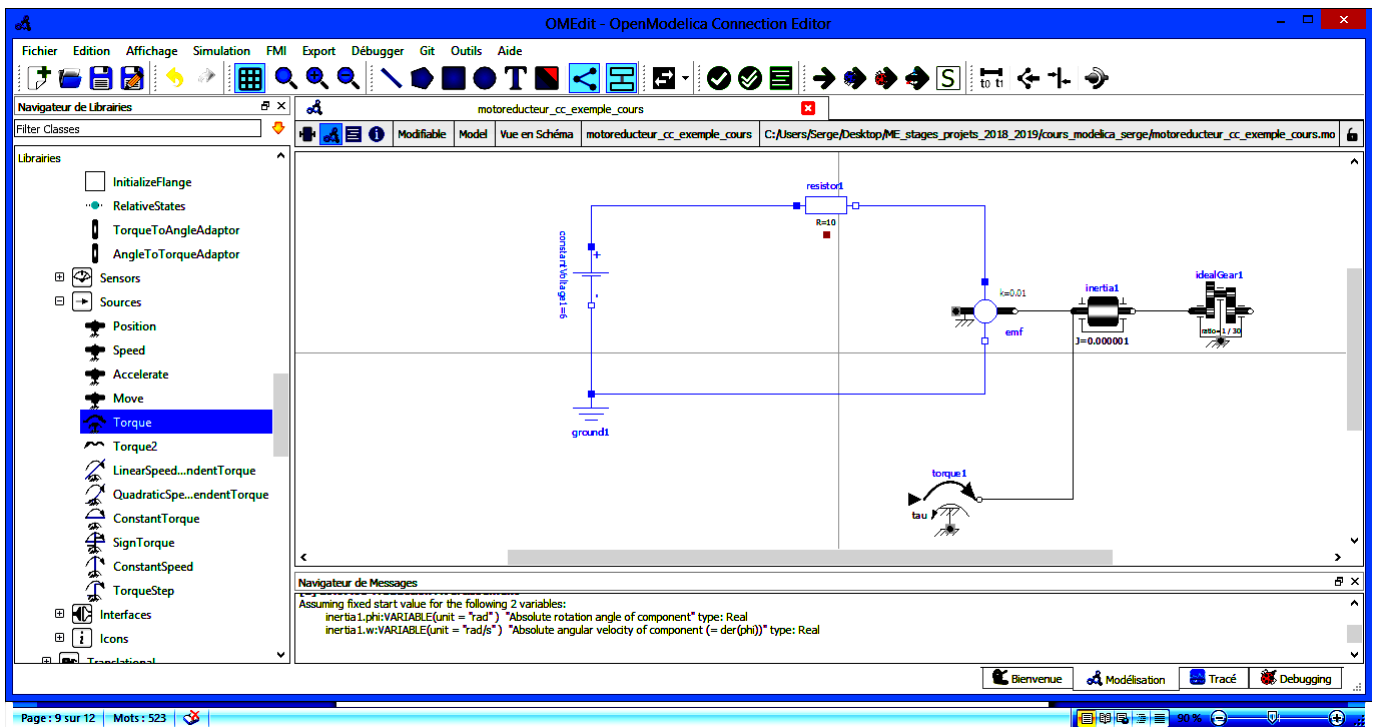 OMEdit - OpenModelica Connection Editor
Fichier Edition Affichage Simulation FMI Export Débugger Git Outils Aide
T S t0 t1
Navigateur de Librairies
motoreducteur_cc_exemple_cours
Filter Classes
Modifiable Model Vue en Schéma motoreducteur_cc_exemple_cours C:/Users/Serge/Desktop/ME_stages_projets_2018_2019/cours_modelica_serge/motoreducteur_cc_exemple_cours.mo
Librairies
InitializeFlange
RelativeStates
TorqueToAngleAdaptor
AngleToTorqueAdaptor
Sensors
Sources
Position
Speed
Accelerate
Move
Torque
Torque2
LinearSpeed...ndentTorque
QuadraticSpe...endentTorque
ConstantTorque
SignTorque
ConstantSpeed
TorqueStep
Interfaces
Icons
Translational
resistor1
R=10
constantVoltage1=6
+
-
ground1
k=0.01
emf
inertia1
J=0.000001
idealGear1
ratio=1 / 30
torque1
tau
Navigateur de Messages
Assuming fixed start value for the following 2 variables:
inertia1.phi:VARIABLE(unit = "rad" ) "Absolute rotation angle of component" type: Real
inertia1.w:VARIABLE(unit = "rad/s" ) "Absolute angular velocity of component (= der(phi))" type: Real
Bienvenue Modélisation Tracé Debugging
Page : 9 sur 12 Mots : 523 90 %